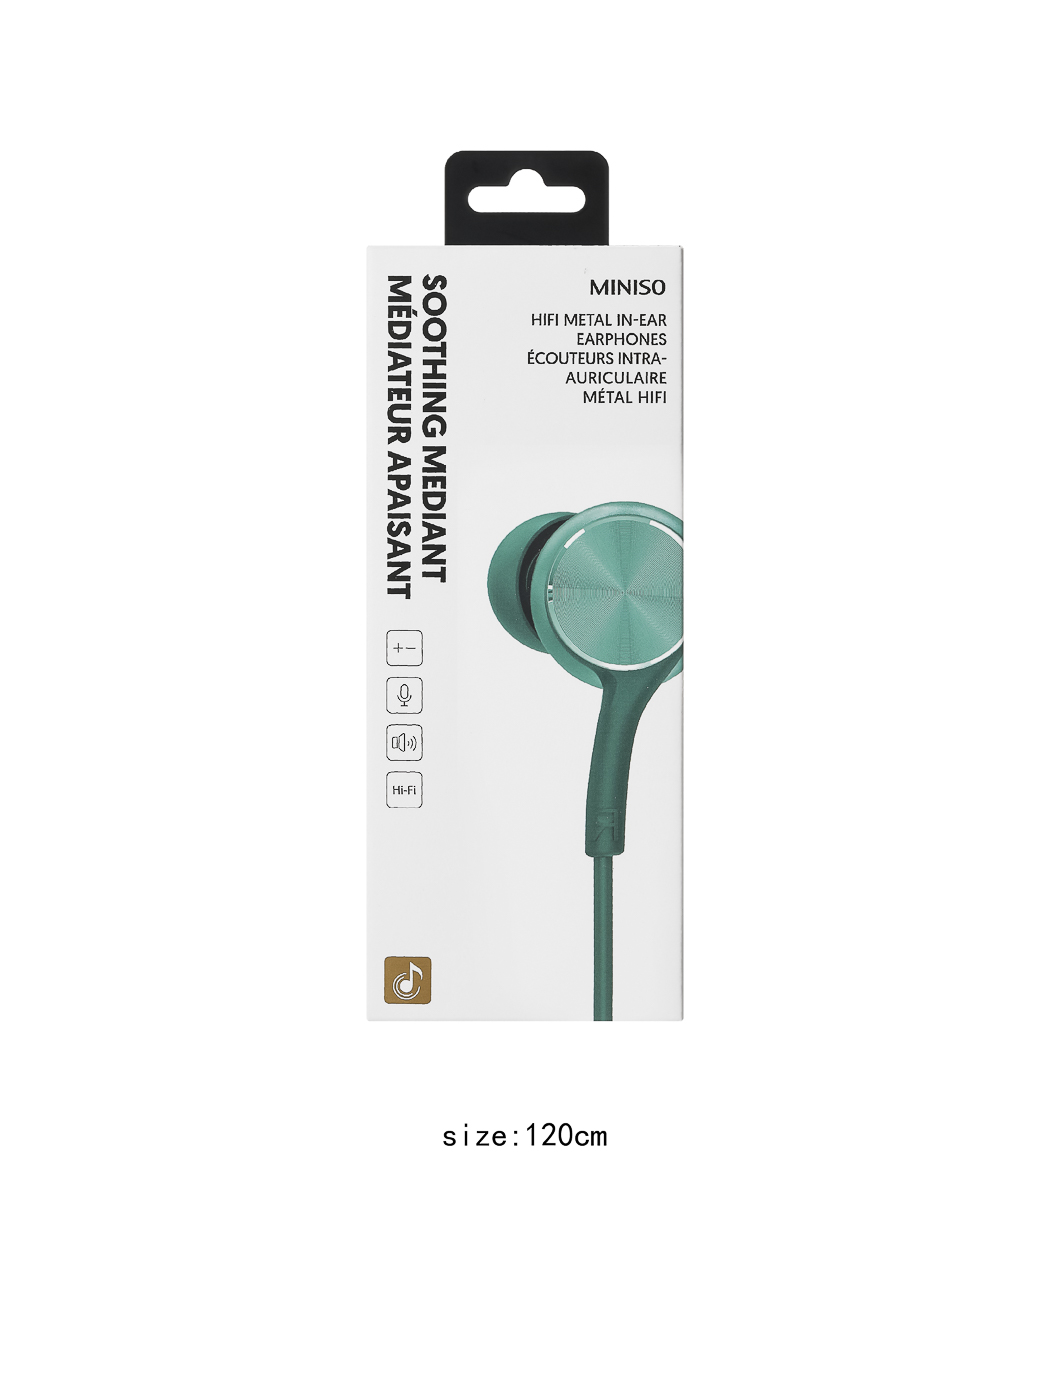 MINISO
HIFI METAL IN-EAR
EARPHONES
ÉCOUTEURS INTRA-
AURICULAIRE
MÉTAL HIFI
SOOTHING MEDIANT
MÉDIATEUR APAISANT
+ -
Hi-Fi
size:120cm